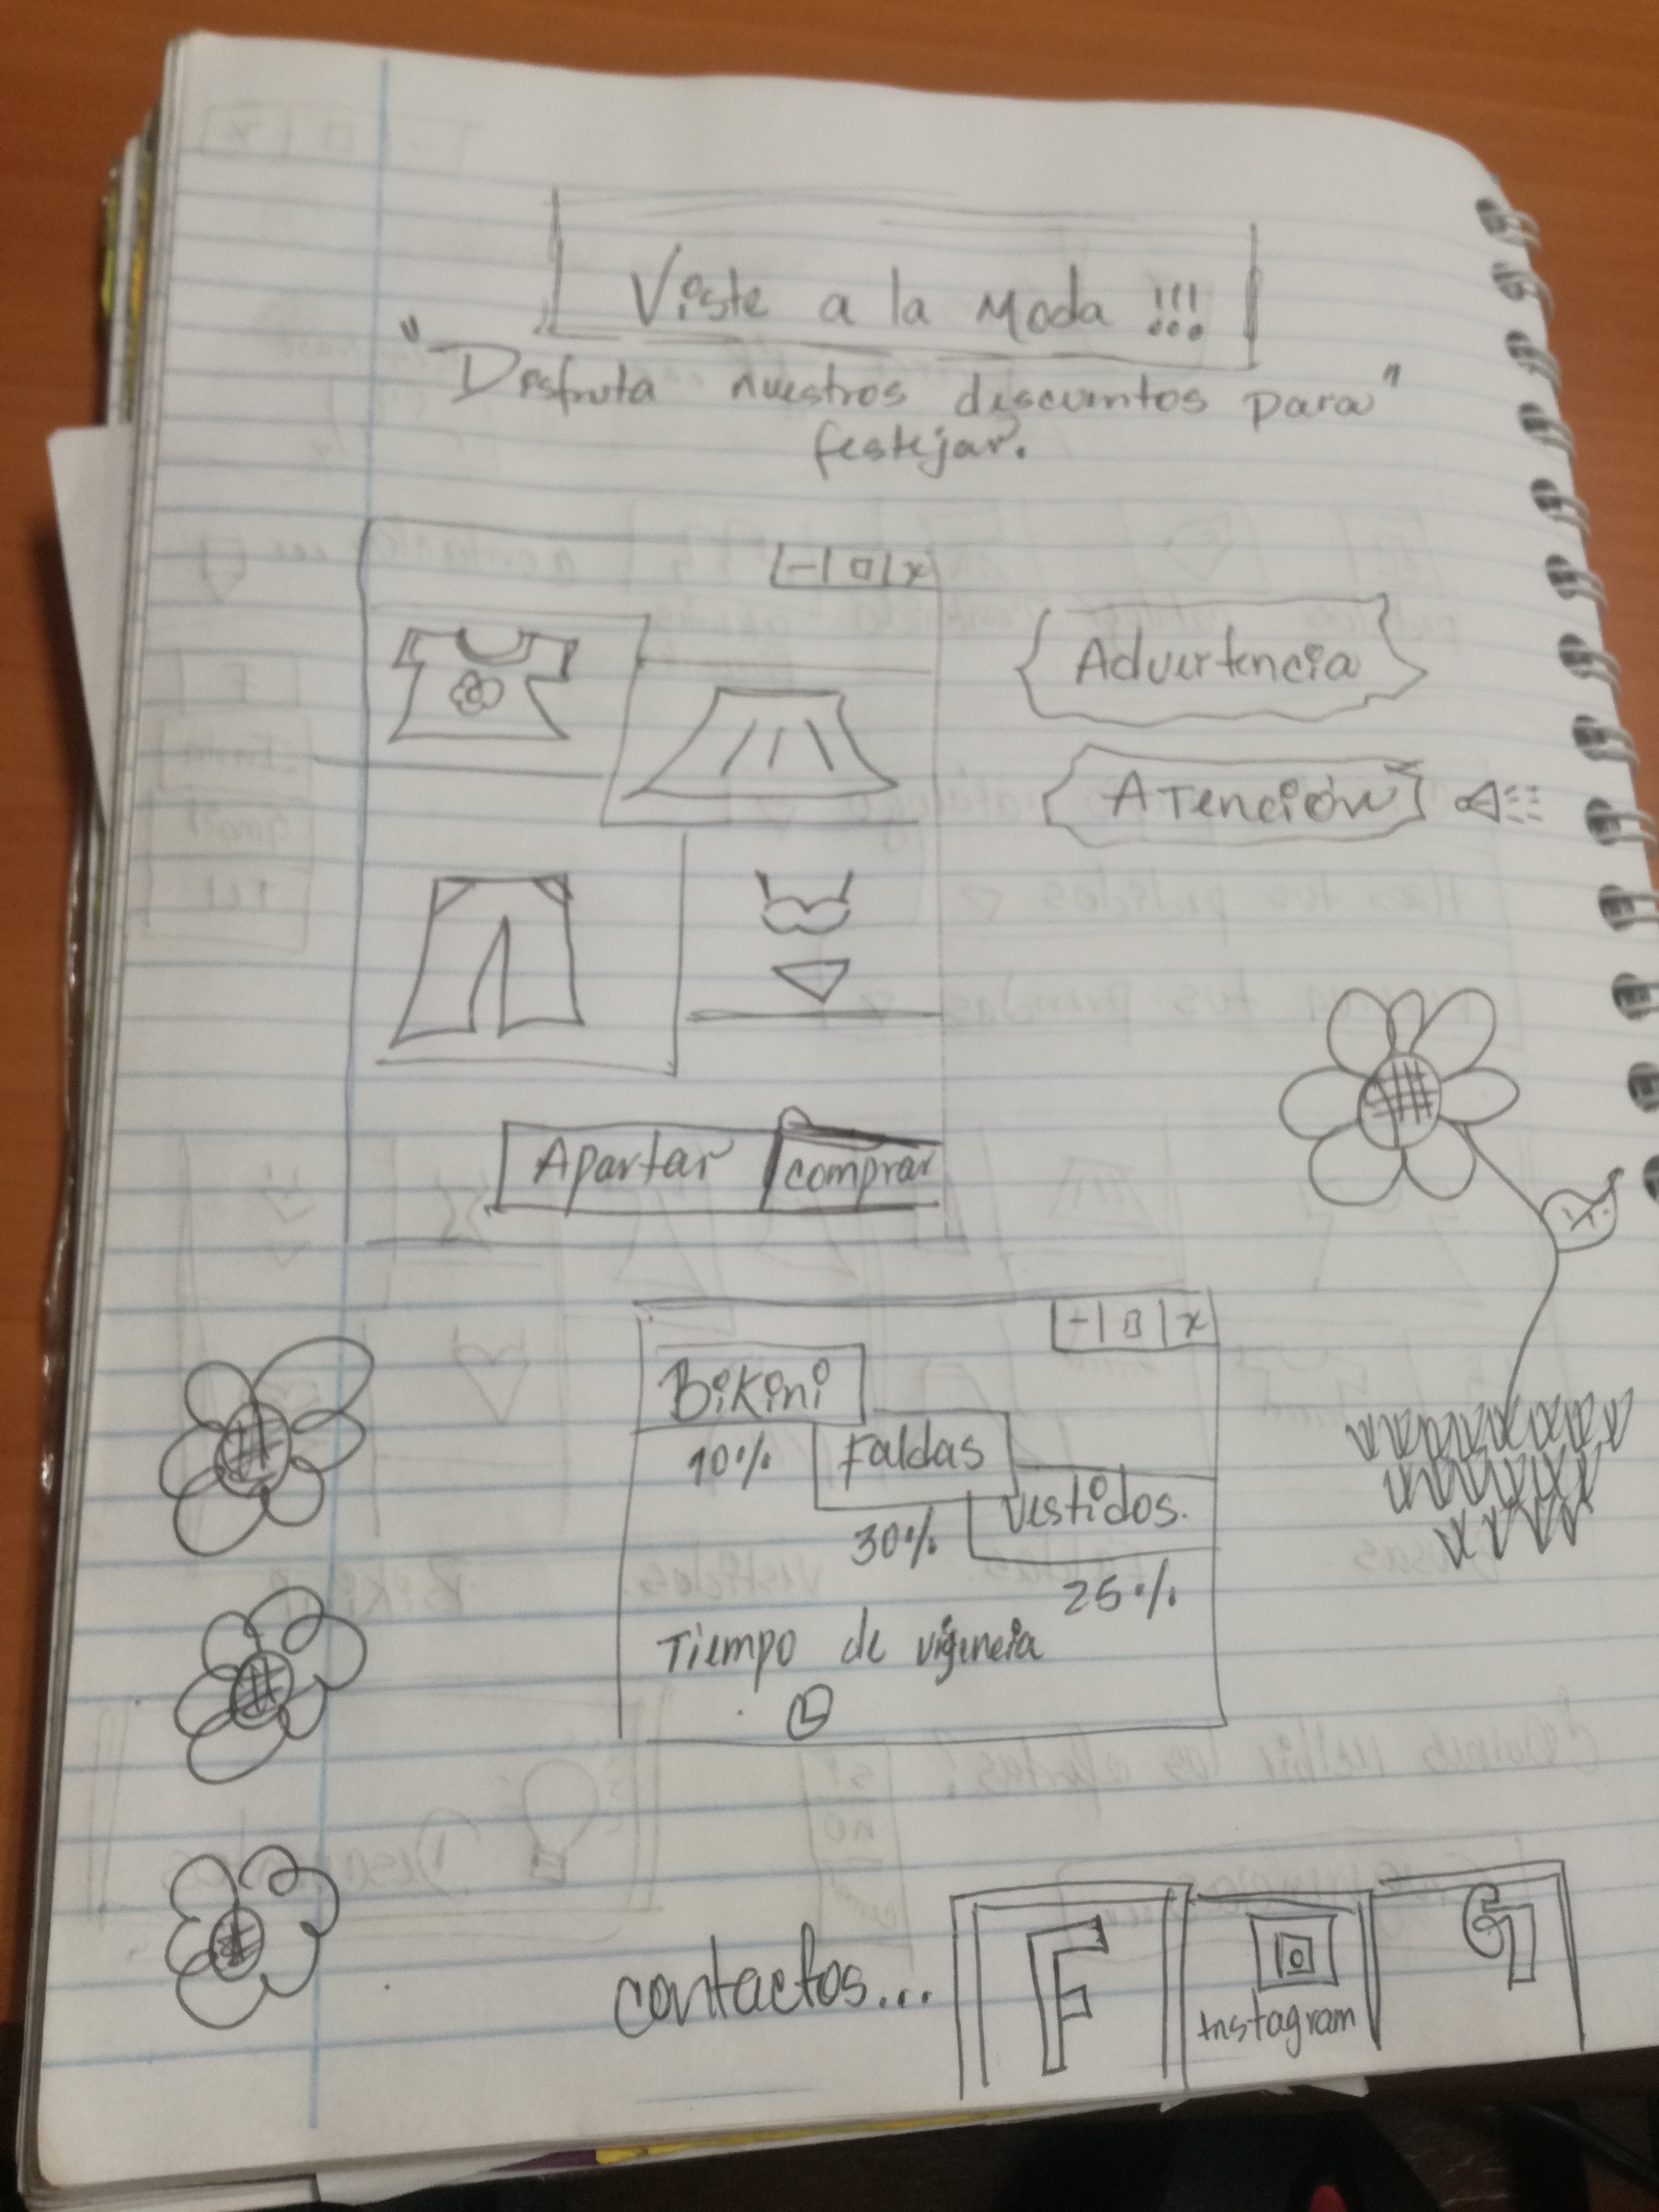 Viste a la Moda !!!
"Disfruta nuestros descuentos para"
festejar.
- □ x
Advertencia
ATención
Apartar comprar
- □ x
Bikini
10% Faldas
30% Vestidos.
25%
Tiempo de vigencia
contactos... F Instagram G